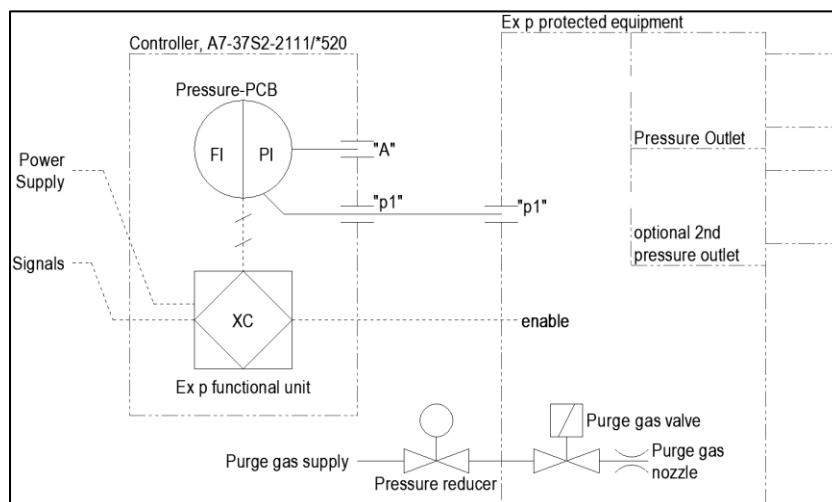 Ex p protected equipment
Controller, A7-37S2-2111/*520
Pressure-PCB
FI
PI
"A"
Pressure Outlet
Power
Supply
"p1"
"p1"
optional 2nd
pressure outlet
Signals
XC
enable
Ex p functional unit
Purge gas valve
Purge gas supply
Purge gas
nozzle
Pressure reducer